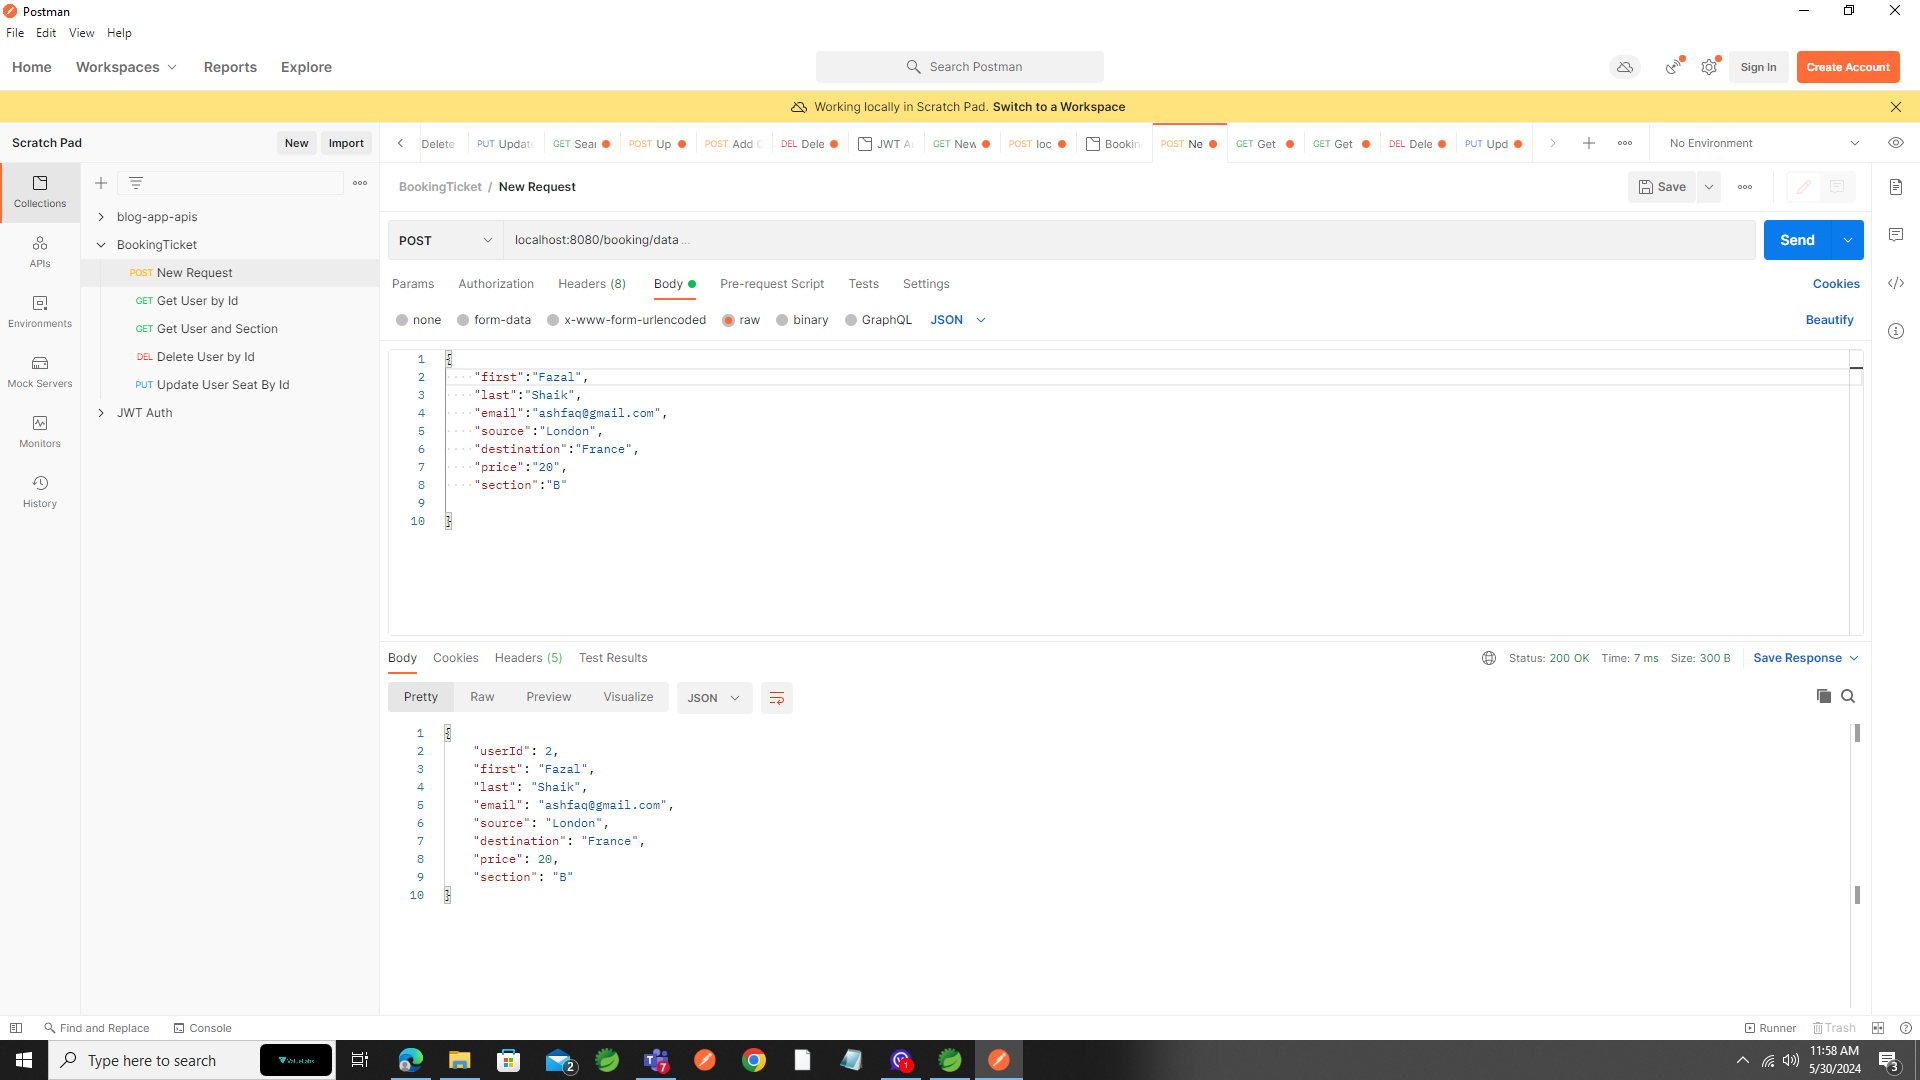 Postman
File Edit View Help
Home Workspaces Reports Explore Search Postman Sign In Create Account
Working locally in Scratch Pad. Switch to a Workspace
Scratch Pad New Import
Delete PUT Update GET Sear POST Up POST Add DEL Dele JWT A GET New POST loc Bookin POST Ne GET Get GET Get DEL Dele PUT Upd No Environment
BookingTicket / New Request Save
Collections
APIs
Environments
Mock Servers
Monitors
History
blog-app-apis
BookingTicket
POST New Request
GET Get User by Id
GET Get User and Section
DEL Delete User by Id
PUT Update User Seat By Id
JWT Auth
POST localhost:8080/booking/data... Send
Params Authorization Headers (8) Body Pre-request Script Tests Settings Cookies
none form-data x-www-form-urlencoded raw binary GraphQL JSON Beautify
1 {
2 "first":"Fazal",
3 "last":"Shaik",
4 "email":"ashfaq@gmail.com",
5 "source":"London",
6 "destination":"France",
7 "price":"20",
8 "section":"B"
9
10 }
Body Cookies Headers (5) Test Results Status: 200 OK Time: 7 ms Size: 300 B Save Response
Pretty Raw Preview Visualize JSON
1 {
2 "userId": 2,
3 "first": "Fazal",
4 "last": "Shaik",
5 "email": "ashfaq@gmail.com",
6 "source": "London",
7 "destination": "France",
8 "price": 20,
9 "section": "B"
10 }
Find and Replace Console Runner Trash
Type here to search ValueLabs 2 7 1 11:58 AM
5/30/2024 3